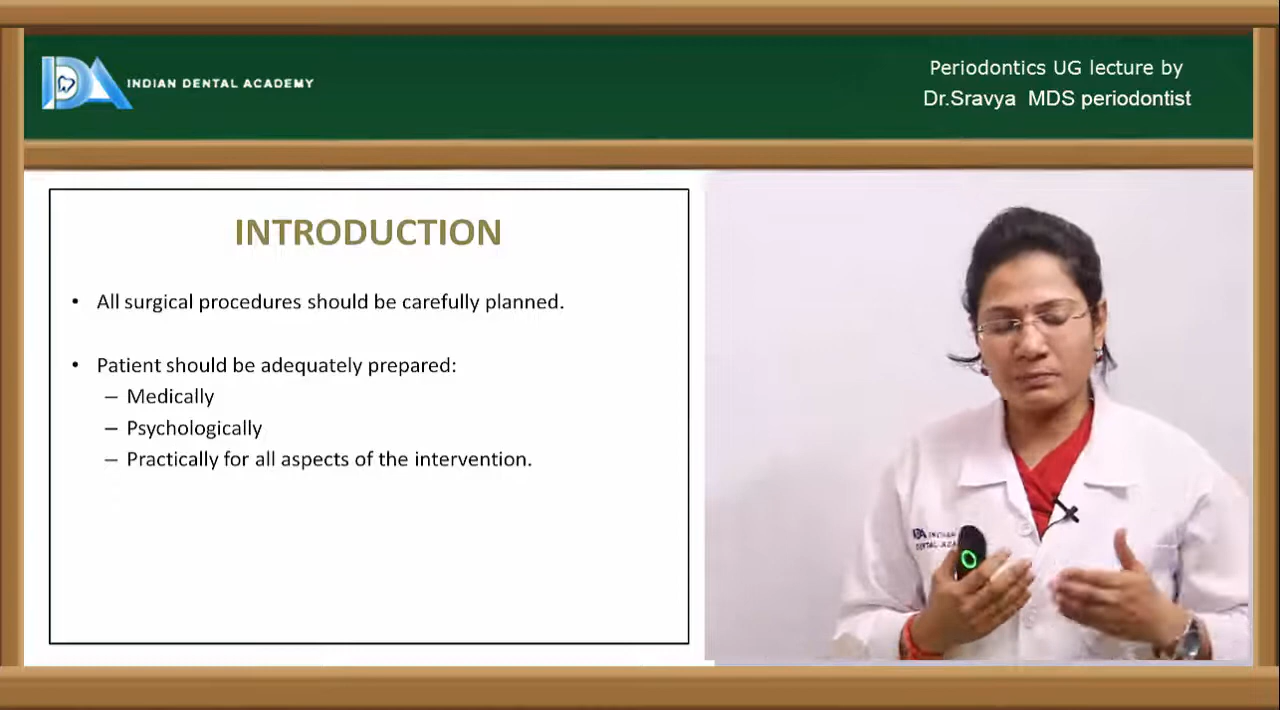 IDA INDIAN DENTAL ACADEMY
Periodontics UG lecture by
Dr.Sravya MDS periodontist
INTRODUCTION
• All surgical procedures should be carefully planned.
• Patient should be adequately prepared:
– Medically
– Psychologically
– Practically for all aspects of the intervention.